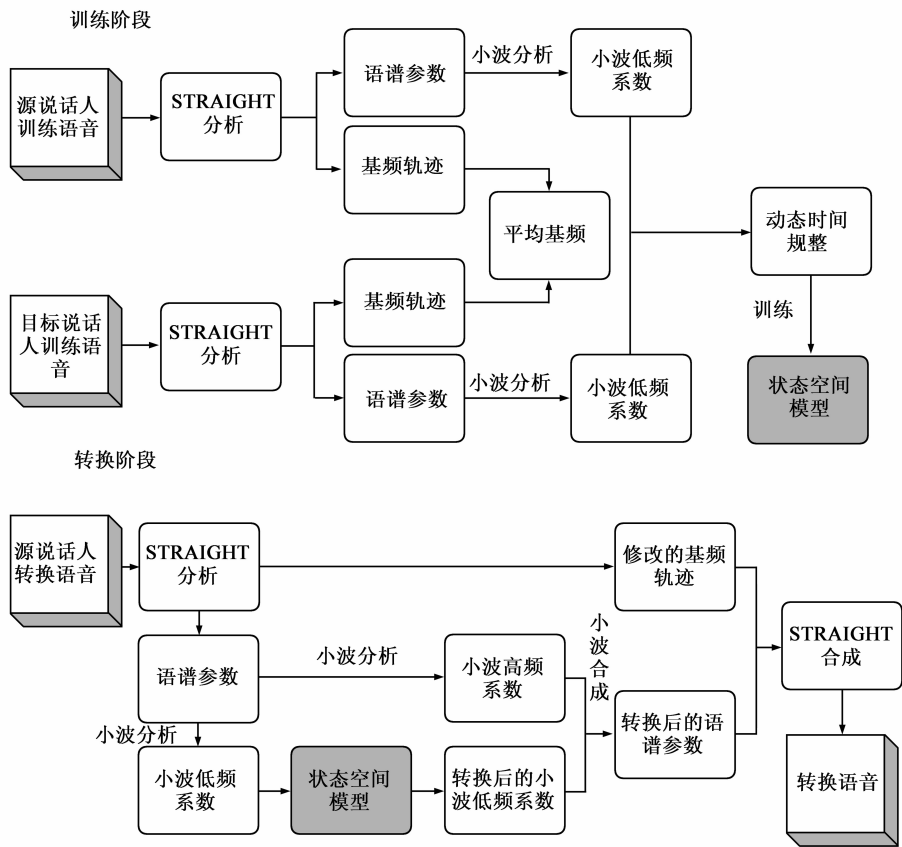 训练阶段
源说话人
训练语音
STRAIGHT
分析
语谱参数
小波分析
小波低频
系数
基频轨迹
平均基频
动态时间
规整
训练
状态空间
模型
目标说话
人训练语
音
STRAIGHT
分析
基频轨迹
语谱参数
小波分析
小波低频
系数
转换阶段
源说话人
转换语音
STRAIGHT
分析
修改的基频
轨迹
语谱参数
小波分析
小波高频
系数
小波合成
STRAIGHT
合成
小波分析
小波低频
系数
状态空间
模型
转换后的小
波低频系数
转换后的语
谱参数
转换语音